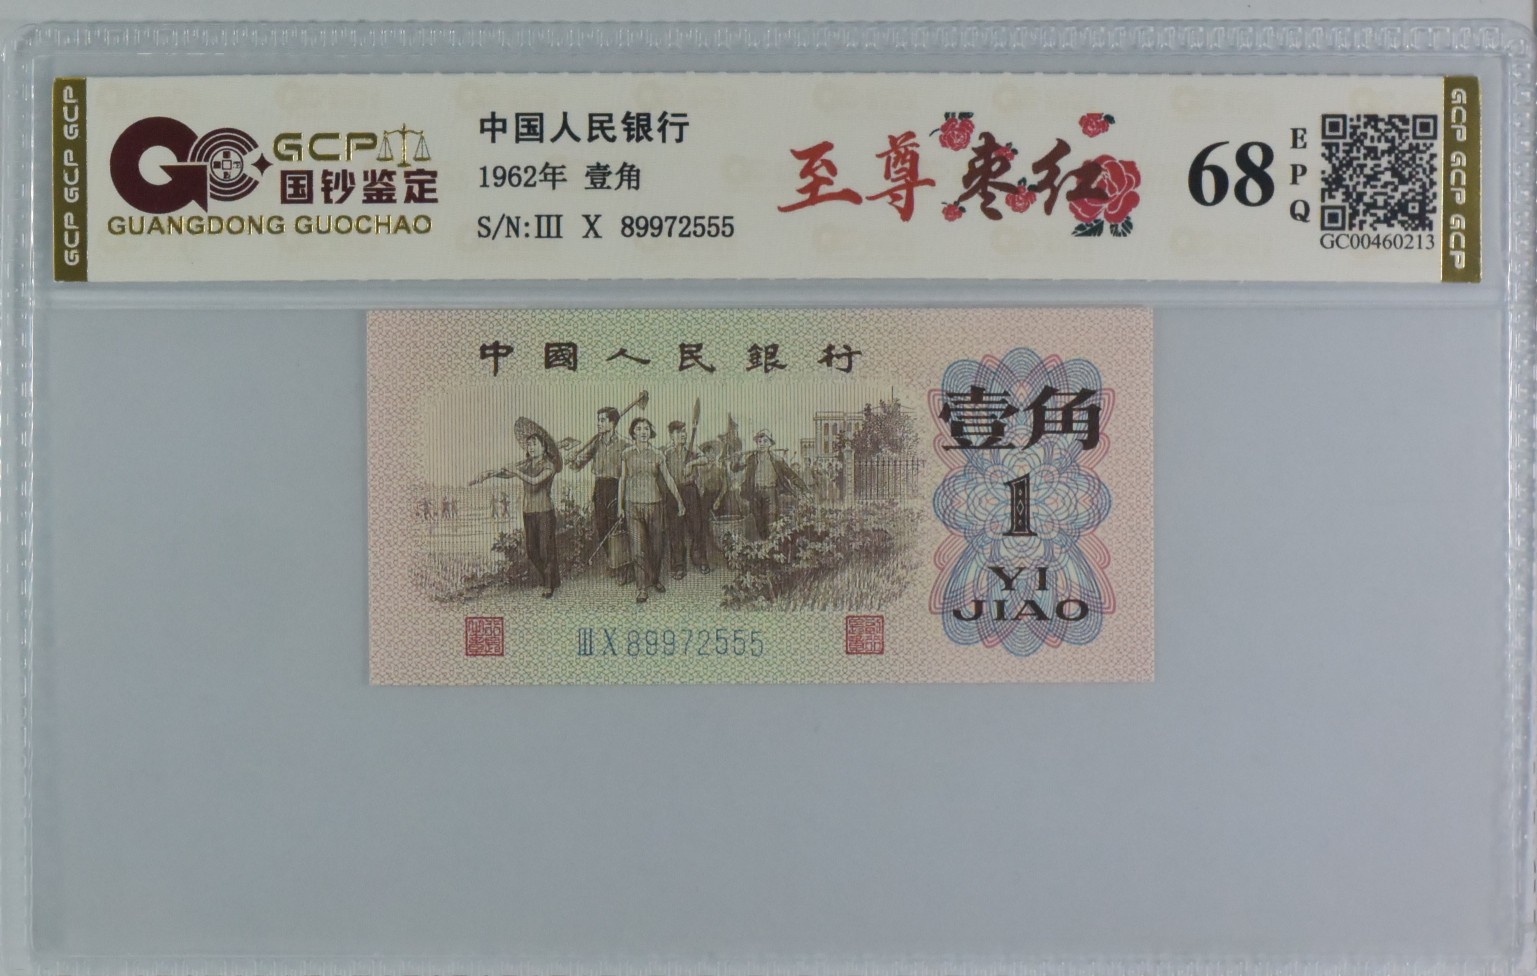 GCP GCP GCP
GCP
国钞鉴定
GUANGDONG GUOCHAO
中国人民银行
1962年 壹角
S/N:Ⅲ X 89972555
至尊枣红
68
EPQ
GC00460213
GCP GCP GCP
中國人民銀行
壹角
1
YI
JIAO
Ⅲ X 89972555